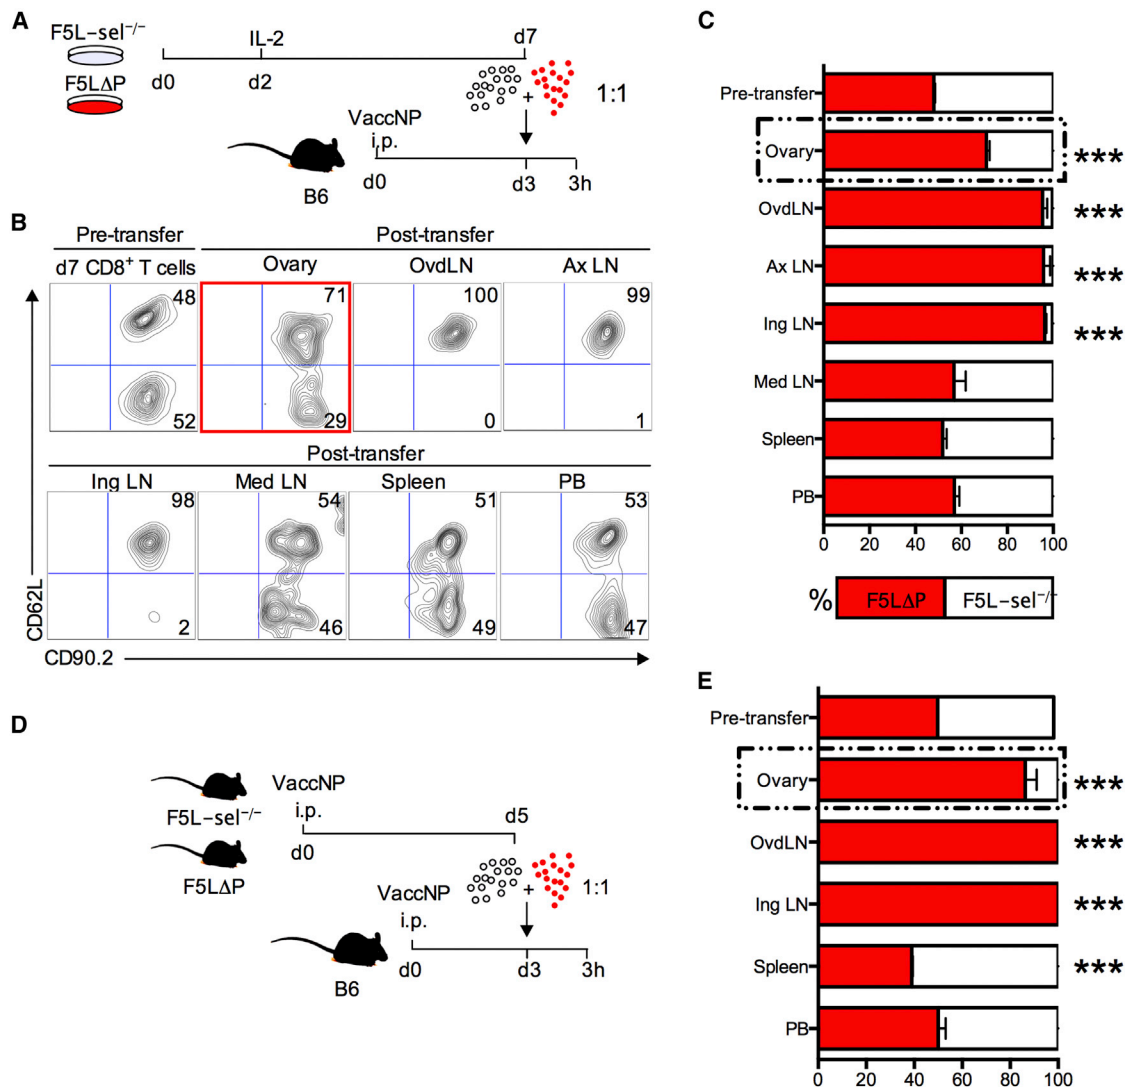 A
F5L-sel⁻/⁻
F5LΔP
IL-2
d0
d2
d7
1:1
+
VaccNP
i.p.
B6
d0
d3
3h
B
Pre-transfer
Post-transfer
d7 CD8⁺ T cells
Ovary
OvdLN
Ax LN
48
71
100
99
52
29
0
1
Post-transfer
Ing LN
Med LN
Spleen
PB
98
54
51
53
2
46
49
47
CD62L
CD90.2
C
Pre-transfer
Ovary
***
OvdLN
***
Ax LN
***
Ing LN
***
Med LN
Spleen
PB
0 20 40 60 80 100
% F5LΔP F5L-sel⁻/⁻
D
VaccNP
i.p.
F5L-sel⁻/⁻
F5LΔP
d0
d5
1:1
+
VaccNP
i.p.
B6
d0
d3
3h
E
Pre-transfer
Ovary
***
OvdLN
***
Ing LN
***
Spleen
***
PB
0 20 40 60 80 100